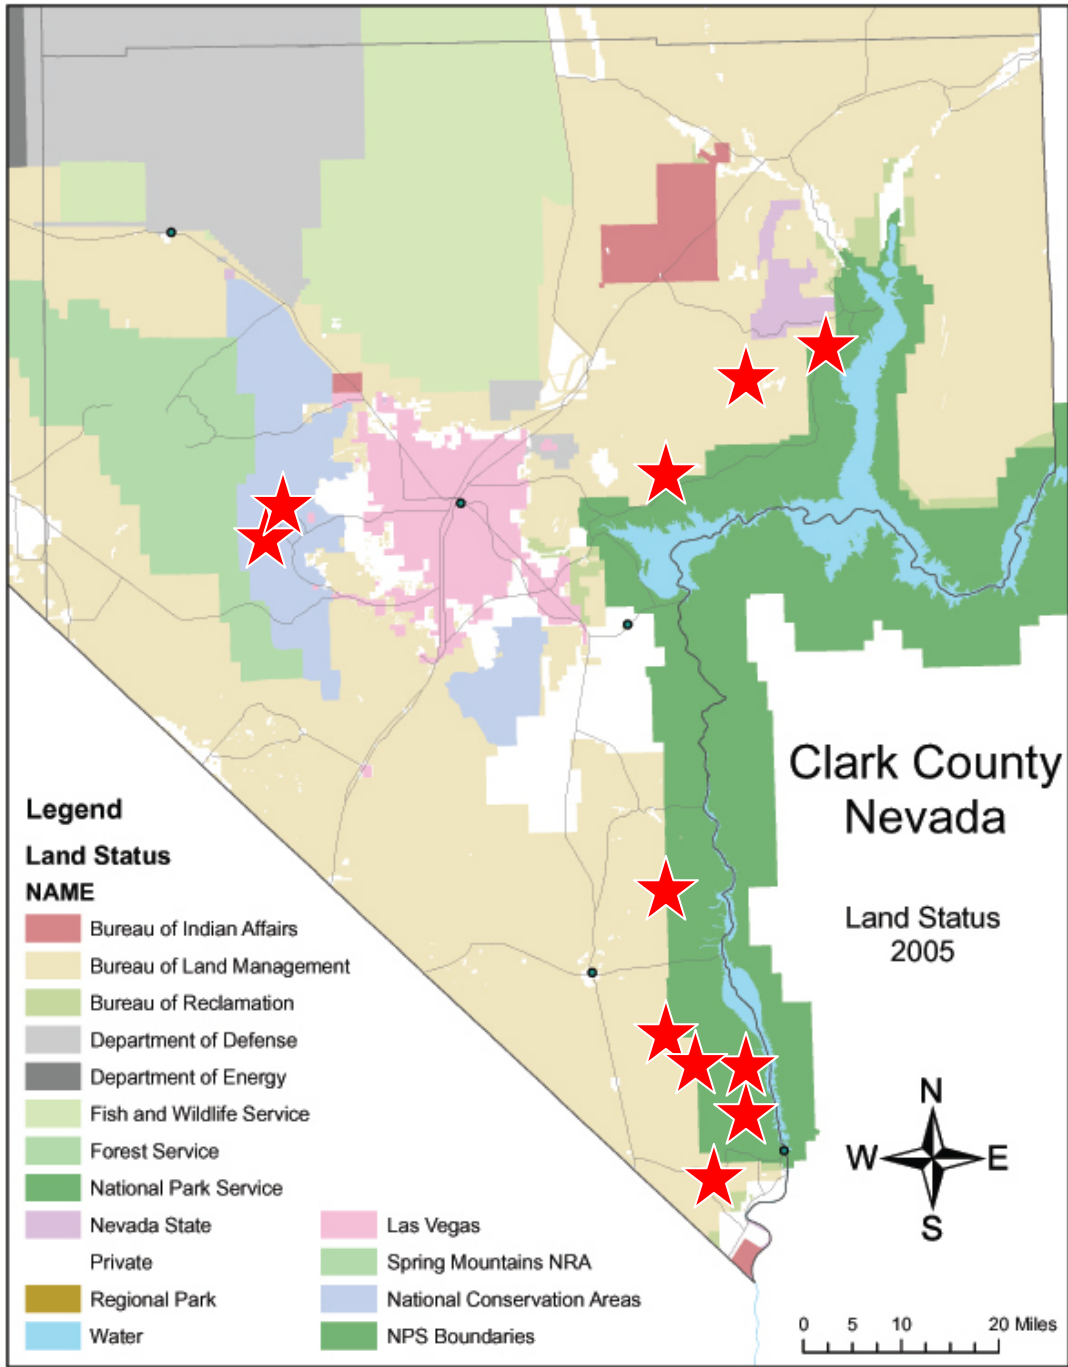 Clark County
Nevada
Land Status
2005
Legend
Land Status
NAME
Bureau of Indian Affairs
Bureau of Land Management
Bureau of Reclamation
Department of Defense
Department of Energy
Fish and Wildlife Service
Forest Service
National Park Service
Nevada State
Private
Regional Park
Water
Las Vegas
Spring Mountains NRA
National Conservation Areas
NPS Boundaries
N
W E
S
0 5 10 20 Miles